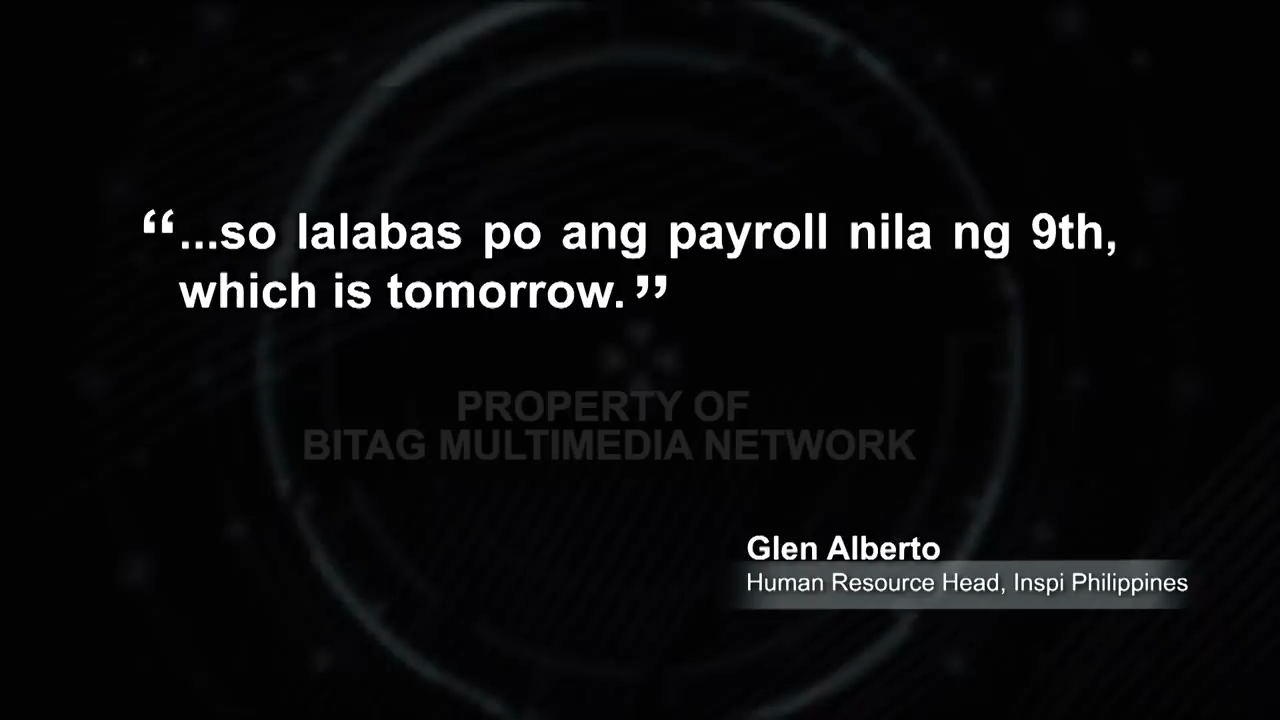 “...so lalabas po ang payroll nila ng 9th,
which is tomorrow.”
PROPERTY OF
BITAG MULTIMEDIA NETWORK
Glen Alberto
Human Resource Head, Inspi Philippines